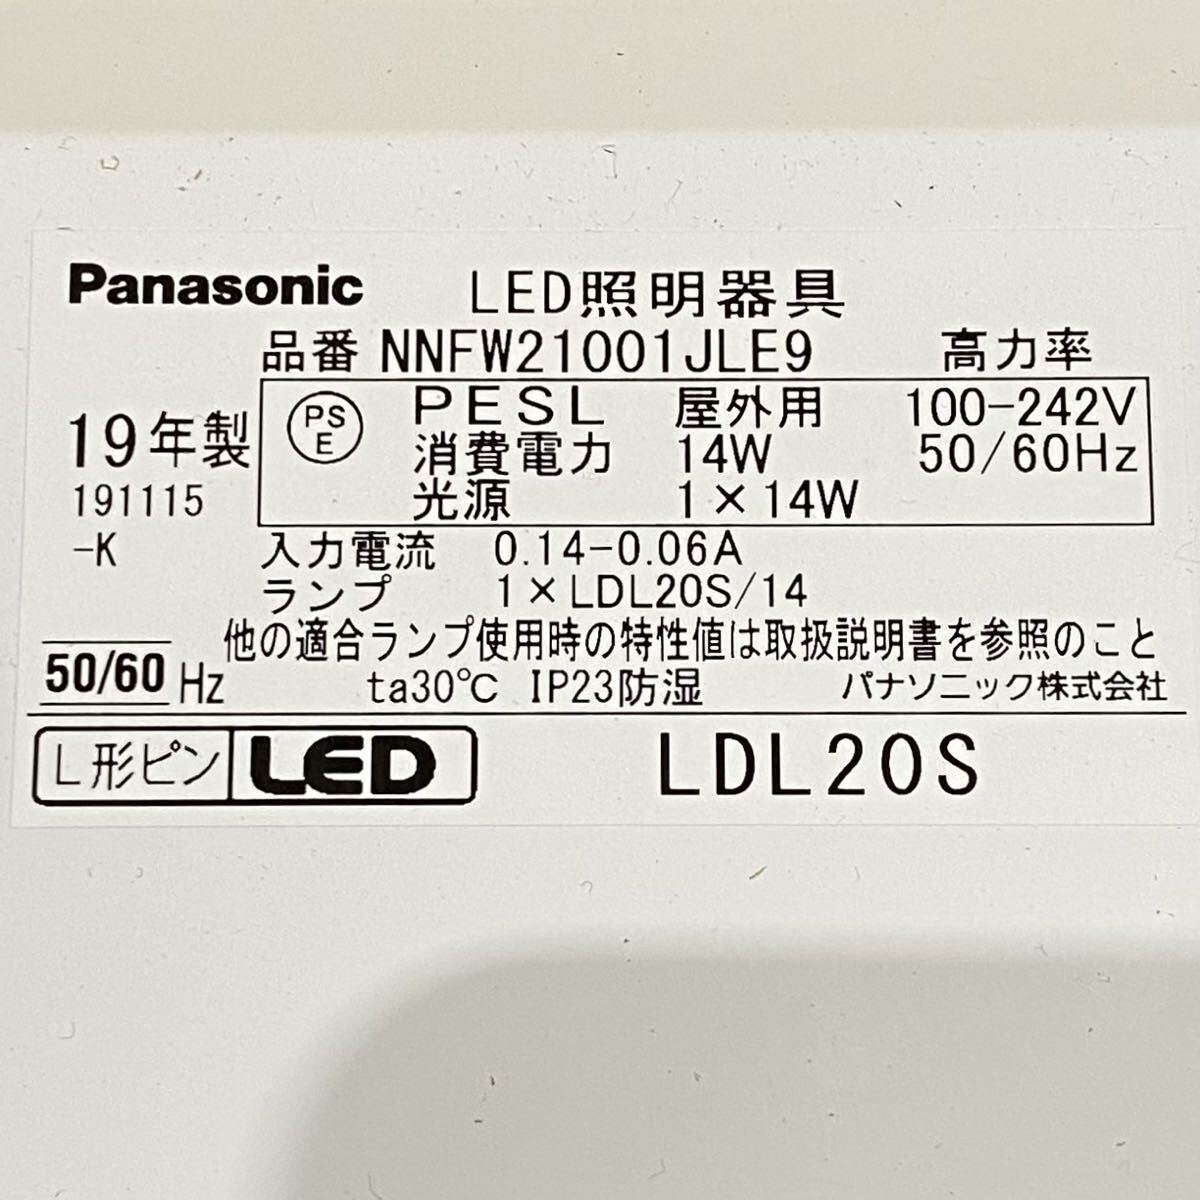 Panasonic LED照明器具
品番 NNFW21001JLE9 高力率
PS E PESL 屋外用 100-242V
19年製 消費電力 14W 50/60Hz
191115 光源 1×14W
-K 入力電流 0.14-0.06A
ランプ 1×LDL20S/14
他の適合ランプ使用時の特性値は取扱説明書を参照のこと
50/60 Hz ta30℃ IP23防湿 パナソニック株式会社
L形ピン LED LDL20S